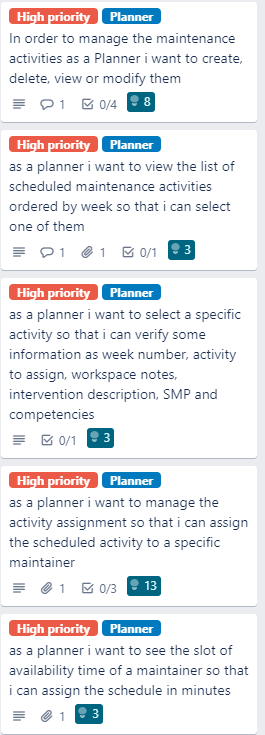 High priority Planner
In order to manage the maintenance
activities as a Planner i want to create,
delete, view or modify them
1 0/4 8
High priority Planner
as a planner i want to view the list of
scheduled maintenance activities
ordered by week so that i can select
one of them
1 1 0/1 3
High priority Planner
as a planner i want to select a specific
activity so that i can verify some
information as week number, activity
to assign, workspace notes,
intervention description, SMP and
competencies
0/1 3
High priority Planner
as a planner i want to manage the
activity assignment so that i can assign
the scheduled activity to a specific
maintainer
1 0/3 13
High priority Planner
as a planner i want to see the slot of
availability time of a maintainer so that
i can assign the schedule in minutes
1 3